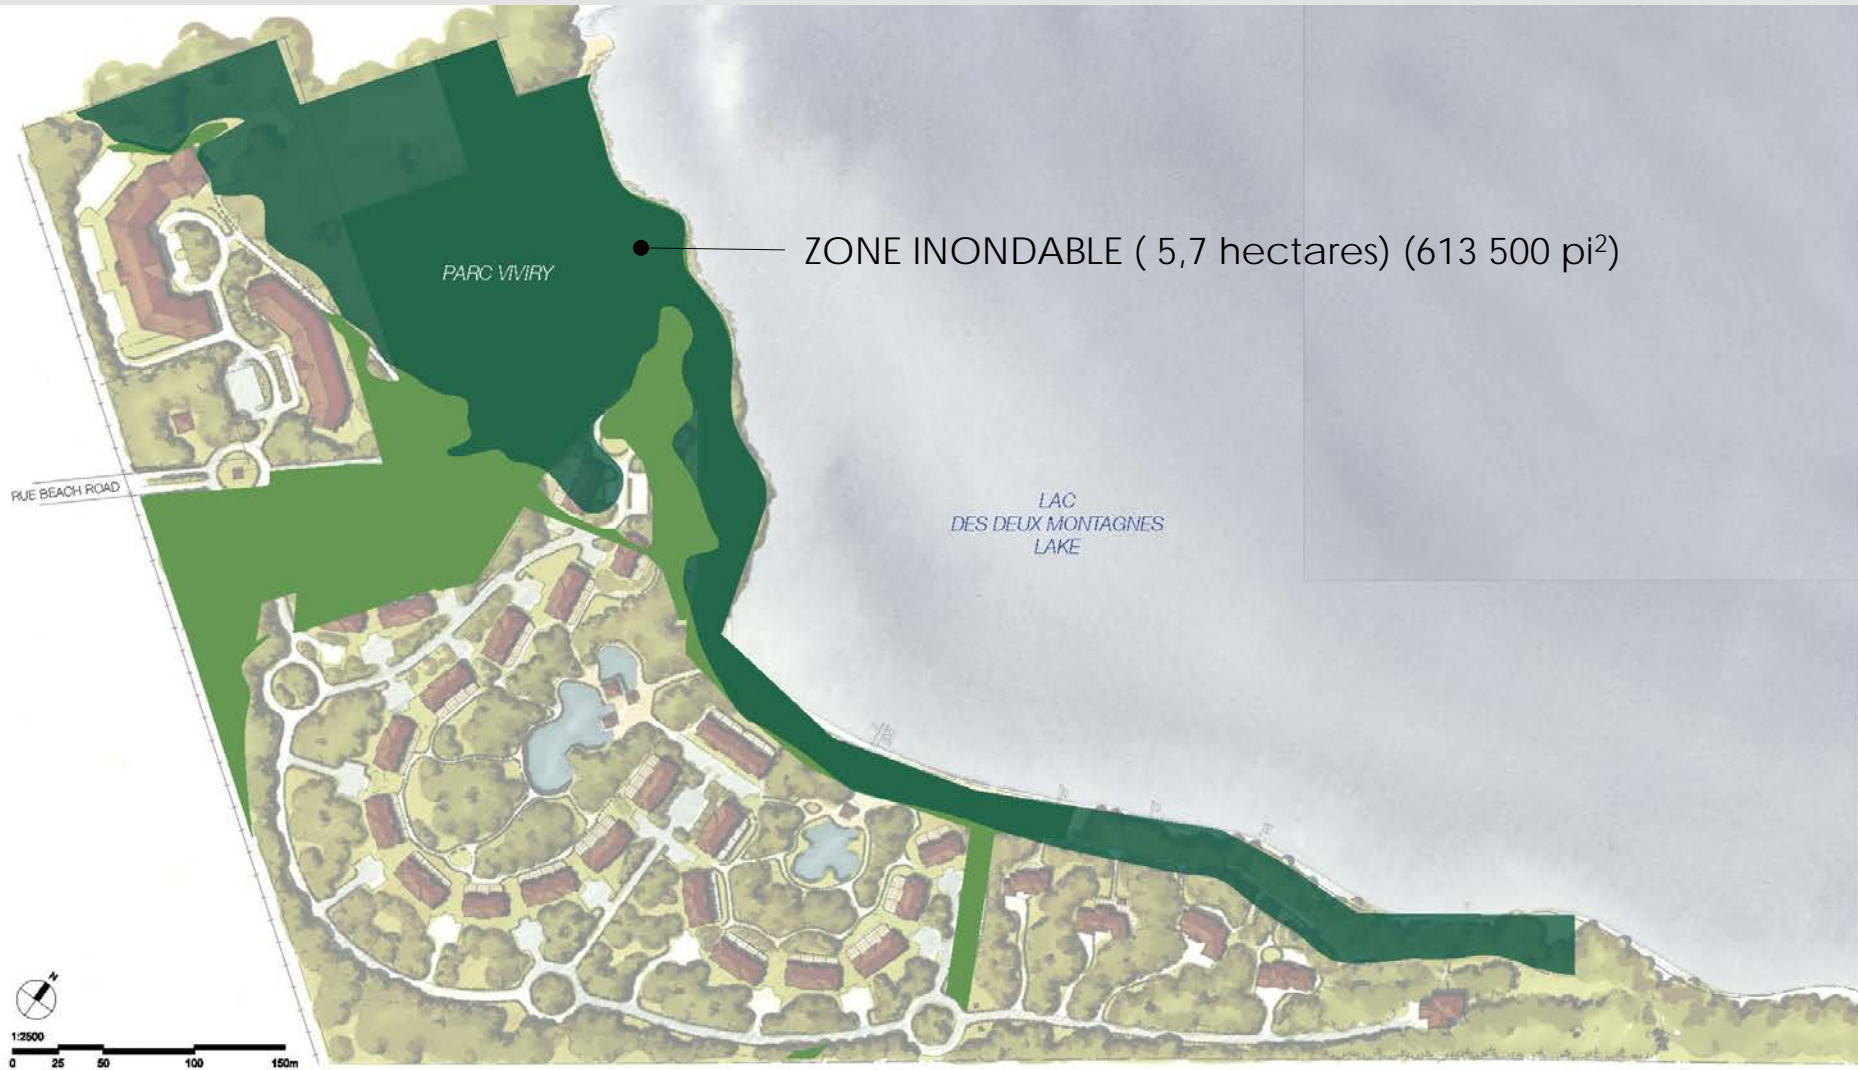 ZONE INONDABLE ( 5,7 hectares) (613 500 pi²)
PARC VIVIRY
RUE BEACH ROAD
LAC
DES DEUX MONTAGNES
LAKE
N
1:2500
0 25 50 100 150m